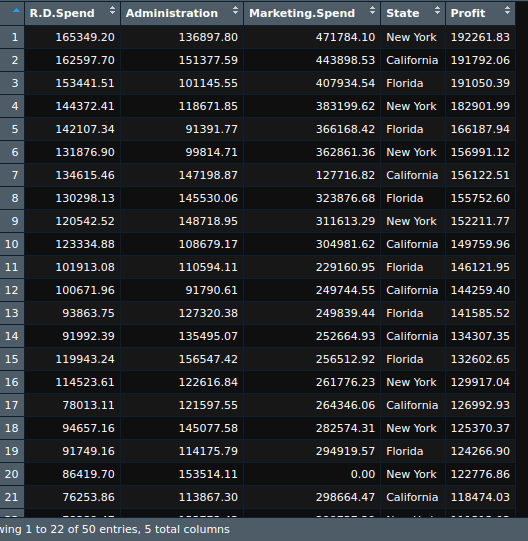 R.D.Spend Administration Marketing.Spend State Profit
1 165349.20 136897.80 471784.10 New York 192261.83
2 162597.70 151377.59 443898.53 California 191792.06
3 153441.51 101145.55 407934.54 Florida 191050.39
4 144372.41 118671.85 383199.62 New York 182901.99
5 142107.34 91391.77 366168.42 Florida 166187.94
6 131876.90 99814.71 362861.36 New York 156991.12
7 134615.46 147198.87 127716.82 California 156122.51
8 130298.13 145530.06 323876.68 Florida 155752.60
9 120542.52 148718.95 311613.29 New York 152211.77
10 123334.88 108679.17 304981.62 California 149759.96
11 101913.08 110594.11 229160.95 Florida 146121.95
12 100671.96 91790.61 249744.55 California 144259.40
13 93863.75 127320.38 249839.44 Florida 141585.52
14 91992.39 135495.07 252664.93 California 134307.35
15 119943.24 156547.42 256512.92 Florida 132602.65
16 114523.61 122616.84 261776.23 New York 129917.04
17 78013.11 121597.55 264346.06 California 126992.93
18 94657.16 145077.58 282574.31 New York 125370.37
19 91749.16 114175.79 294919.57 Florida 124266.90
20 86419.70 153514.11 0.00 New York 122776.86
21 76253.86 113867.30 298664.47 California 118474.03
wing 1 to 22 of 50 entries, 5 total columns